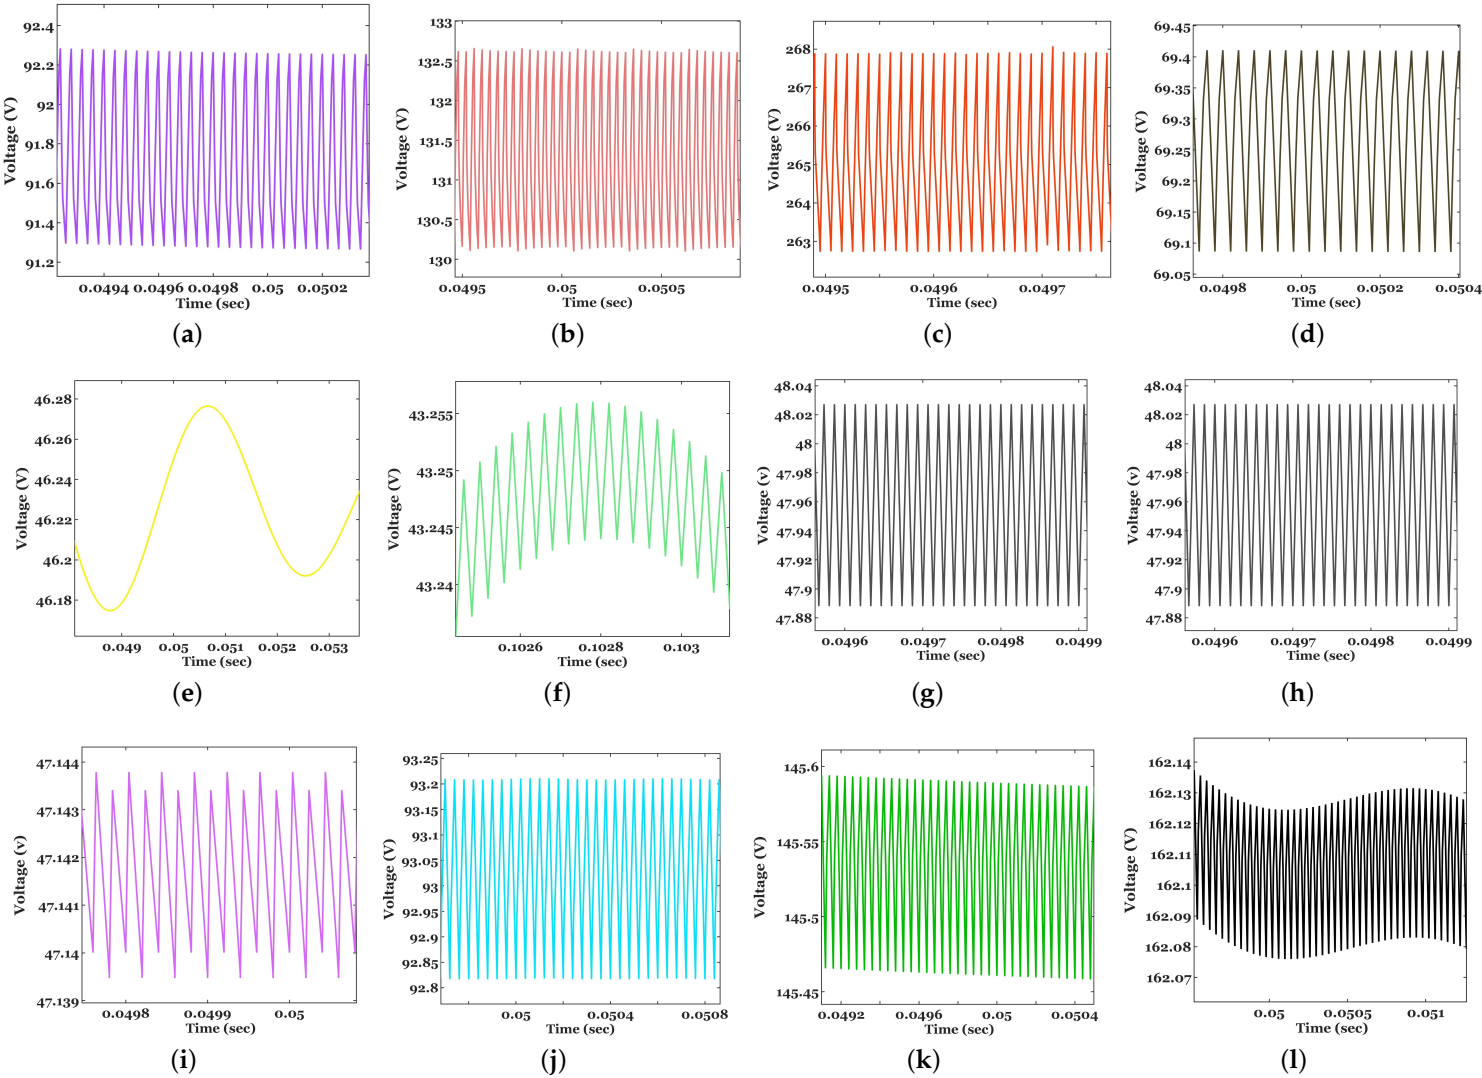 92.4
92.2
92
91.8
91.6
91.4
91.2
Voltage (V)
0.0494 0.0496 0.0498 0.05 0.0502
Time (sec)
(a)
133
132.5
132
131.5
131
130.5
130
Voltage (V)
0.0495 0.05 0.0505
Time (sec)
(b)
268
267
266
265
264
263
Voltage (V)
0.0495 0.0496 0.0497
Time (sec)
(c)
69.45
69.4
69.35
69.3
69.25
69.2
69.15
69.1
69.05
Voltage (V)
0.0498 0.05 0.0502 0.0504
Time (sec)
(d)
46.28
46.26
46.24
46.22
46.2
46.18
Voltage (V)
0.049 0.05 0.051 0.052 0.053
Time (sec)
(e)
43.255
43.25
43.245
43.24
Voltage (V)
0.1026 0.1028 0.103
Time (sec)
(f)
48.04
48.02
48
47.98
47.96
47.94
47.92
47.9
47.88
Voltage (v)
0.0496 0.0497 0.0498 0.0499
Time (sec)
(g)
48.04
48.02
48
47.98
47.96
47.94
47.92
47.9
47.88
Voltage (v)
0.0496 0.0497 0.0498 0.0499
Time (sec)
(h)
47.144
47.143
47.142
47.141
47.14
47.139
Voltage (v)
0.0498 0.0499 0.05
Time (sec)
(i)
93.25
93.2
93.15
93.1
93.05
93
92.95
92.9
92.85
92.8
Voltage (V)
0.05 0.0504 0.0508
Time (sec)
(j)
145.6
145.55
145.5
145.45
Voltage (V)
0.0492 0.0496 0.05 0.0504
Time (sec)
(k)
162.14
162.13
162.12
162.11
162.1
162.09
162.08
162.07
Voltage (V)
0.05 0.0505 0.051
Time (sec)
(l)